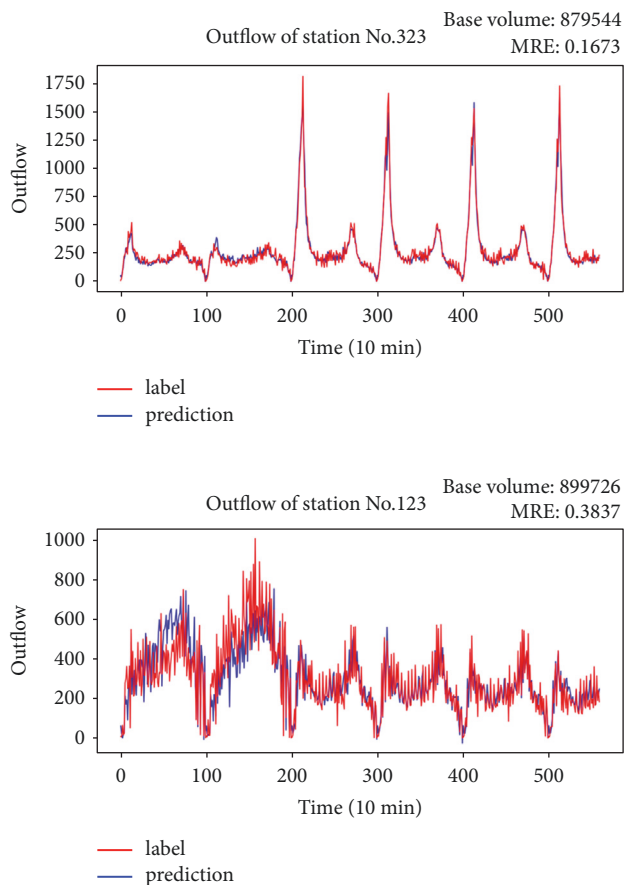 Outflow of station No.323
Base volume: 879544
MRE: 0.1673
1750
1500
1250
1000
750
500
250
0
Outflow
0 100 200 300 400 500
Time (10 min)
label
prediction
Outflow of station No.123
Base volume: 899726
MRE: 0.3837
1000
800
600
400
200
0
Outflow
0 100 200 300 400 500
Time (10 min)
label
prediction